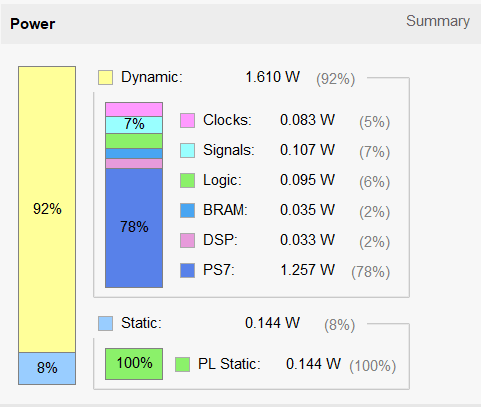 Power Summary
Dynamic: 1.610 W (92%)
7%
Clocks: 0.083 W (5%)
Signals: 0.107 W (7%)
Logic: 0.095 W (6%)
92%
78%
BRAM: 0.035 W (2%)
DSP: 0.033 W (2%)
PS7: 1.257 W (78%)
Static: 0.144 W (8%)
8%
100%
PL Static: 0.144 W (100%)